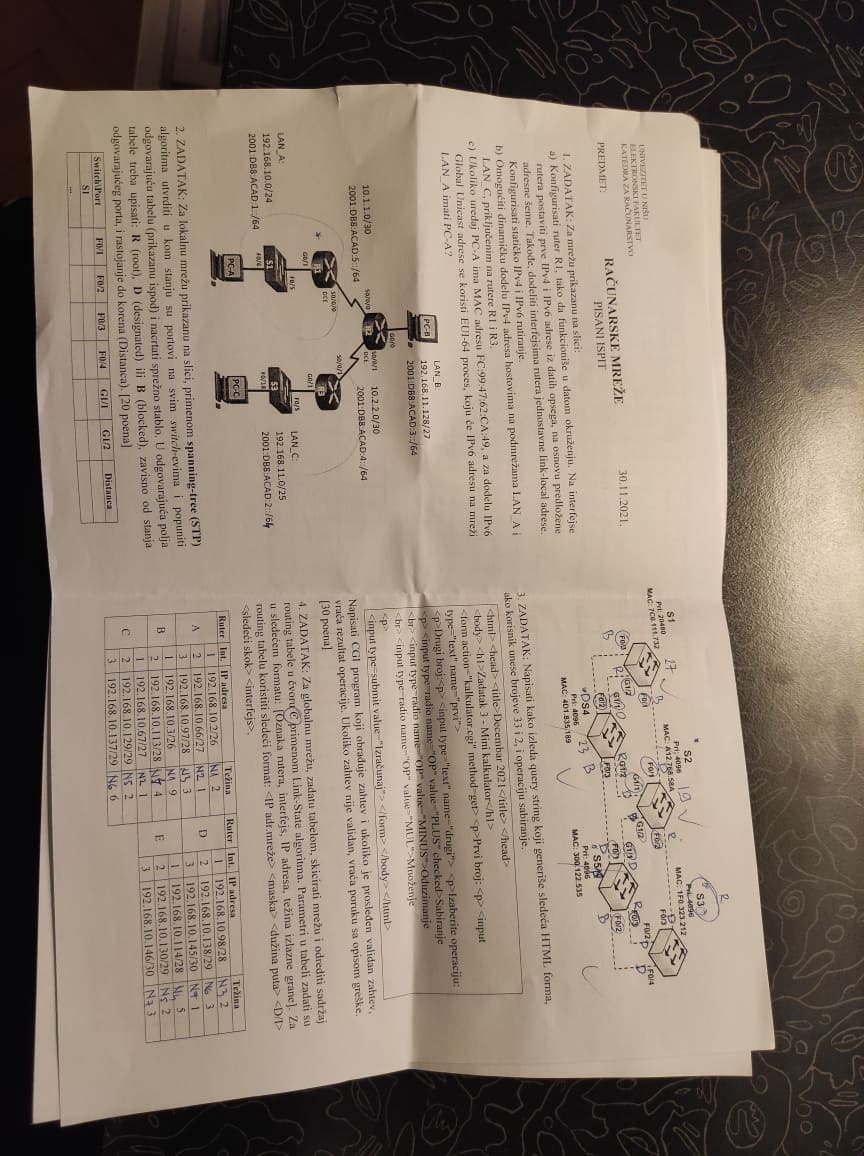 UNIVEZITET U NIŠU
ELEKTRONSKI FAKULTET
KATEDRA ZA RAČUNARSTVO
PREDMET:
RAČUNARSKE MREŽE
PISANI ISPIT
30.11.2021.
1. ZADATAK: Za mrežu prikazanu na slici:
a) Konfigurisati ruter R1, tako da funkcioniše u datom okruženju. Na interfejse
rutera postaviti prve IPv4 i IPv6 adrese iz datih opsega, na osnovu predložene
adresne šeme. Takođe, dodeliti interfejsima rutera jednostavne link-local adrese.
Konfigurisati statičko IPv4 i IPv6 rutiranje.
b) Omogućiti dinamičku dodelu IPv4 adresa hostovima na podmrežama LAN_A i
LAN_C, priključenim na rutere R1 i R3.
c) Ukoliko uređaj PC-A ima MAC adresu FC:99:47:62:CA:49, a za dodelu IPv6
Global Unicast adrese se koristi EUI-64 proces, koju će IPv6 adresu na mreži
LAN_A imati PC-A?
LAN_B:
192.168.11.128/27
2001:DB8:ACAD:3::/64
PC-B
G0/0
R2
S0/0/0
S0/0/1
DCE
10.1.1.0/30
2001:DB8:ACAD:5::/64
10.2.2.0/30
2001:DB8:ACAD:4::/64
S0/0/0
DCE
S0/0/1
R1
R3
G0/1
G0/1
F0/5
F0/5
LAN_A:
192.168.10.0/24
2001:DB8:ACAD:1::/64
S1
F0/6
PC-A
S3
F0/18
PC-C
LAN_C:
192.168.11.0/25
2001:DB8:ACAD:2::/64
2. ZADATAK: Za lokalnu mrežu prikazanu na slici, primenom spanning-tree (STP)
algoritma utvrditi u kom stanju su portovi na svim switch-evima i popuniti
odgovarajuću tabelu (prikazanu ispod) i nacrtati sprežno stablo. U odgovarajuća polja
tabele treba upisati: R (root), D (designated) ili B (blocked), zavisno od stanja
odgovarajućeg porta, i rastojanje do korena (Distanca). [20 poena]
Switch\Port F0/1 F0/2 F0/3 F0/4 G1/1 G1/2 Distanca
S1
...
R
S3
Pri: 4096
MAC: 1F0.323.212
S2
Pri: 4096
MAC: A12.768.58A
19
S1
Pri: 20480
MAC: 7C0.111.732
27
B
F0/1
F0/3
B
R
G1/2
F0/1
G1/1
R
F0/2
G1/2
D
F0/3
F0/2
D
F0/4
D
G1/1
D
F0/2
G1/2
F0/3
B
23
DS4
Pri: 4096
MAC: 4D1.835.189
G1/1
D
F0/1
D
R
F0/3
F0/2
B
S5
Pri: 4096
MAC: 300.122.535
3. ZADATAK: Napisati kako izleda query string koji generiše sledeća HTML forma,
ako korisnik unese brojeve 33 i 2, i operaciju sabiranje.
<html> <head> <title>Decembar 2021</title> </head>
<body> <h1>Zadatak 3 - Mini kalkulator</h1>
<form action="kalkulator.cgi" method=get> <p>Prvi broj: <p> <input
type="text" name="prvi">
<p>Drugi broj:<p> <input type="text" name="drugi"> <p>Izaberite operaciju:
<p> <input type=radio name="OP" value="PLUS" checked>Sabiranje
<br> <input type=radio name="OP" value="MINUS">Oduzimanje
<br> <input type=radio name="OP" value="MUL">Množenje
<p>
<input type=submit value="Izračunaj"> </form> </body> </html>
Napisati CGI program koji obrađuje zahtev i ukoliko je prosleđen validan zahtev,
vraća rezultat operacije. Ukoliko zahtev nije validan, vraća poruku sa opisom greške.
[30 poena]
4. ZADATAK: Za globalnu mrežu, zadatu tabelom, skicirati mrežu i odrediti sadržaj
routing tabele u čvoru C primenom Link-State algoritma. Parametri u tabeli zadati su
u sledećem formatu: [Oznaka rutera, interfejs, IP adresa, težina izlazne grane]. Za
routing tabelu koristiti sledeći format: <IP adr.mreže> <maska> <dužina puta> <D/I>
<sledeći skok> <interfejs>.
Ruter Int. IP adresa Težina Ruter Int. IP adresa Težina
A 1 192.168.10.2/26 N1 2 D 1 192.168.10.98/28 N3 2
2 192.168.10.66/27 N2 1 2 192.168.10.138/29 N6 3
3 192.168.10.97/28 N3 3 3 192.168.10.145/30 N7 1
B 1 192.168.10.3/26 N1 9 E 1 192.168.10.114/28 N4 5
2 192.168.10.113/28 4 2 192.168.10.130/29 N5 2
C 1 192.168.10.67/27 N2 1 3 192.168.10.146/30 N7 3
2 192.168.10.129/29 N5 2
3 192.168.10.137/29 N6 6